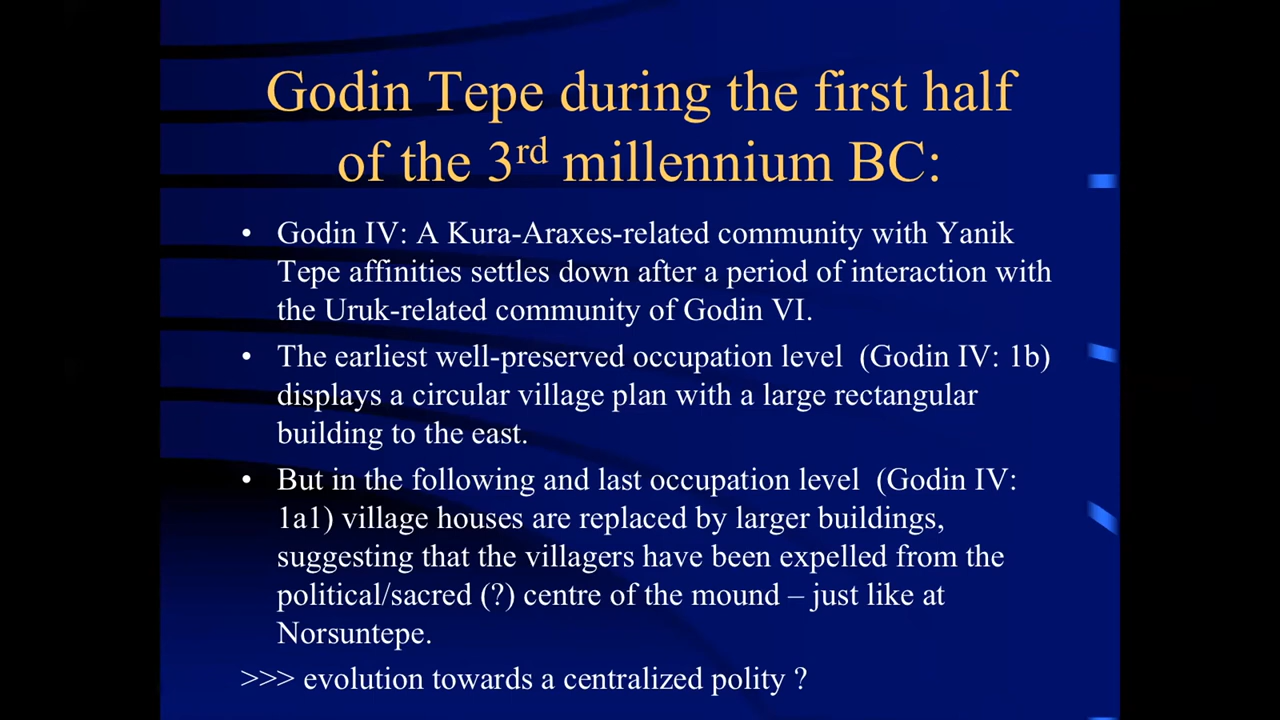 Godin Tepe during the first half
of the 3rd millennium BC:
• Godin IV: A Kura-Araxes-related community with Yanik
Tepe affinities settles down after a period of interaction with
the Uruk-related community of Godin VI.
• The earliest well-preserved occupation level (Godin IV: 1b)
displays a circular village plan with a large rectangular
building to the east.
• But in the following and last occupation level (Godin IV:
1a1) village houses are replaced by larger buildings,
suggesting that the villagers have been expelled from the
political/sacred (?) centre of the mound – just like at
Norsuntepe.
>>> evolution towards a centralized polity ?